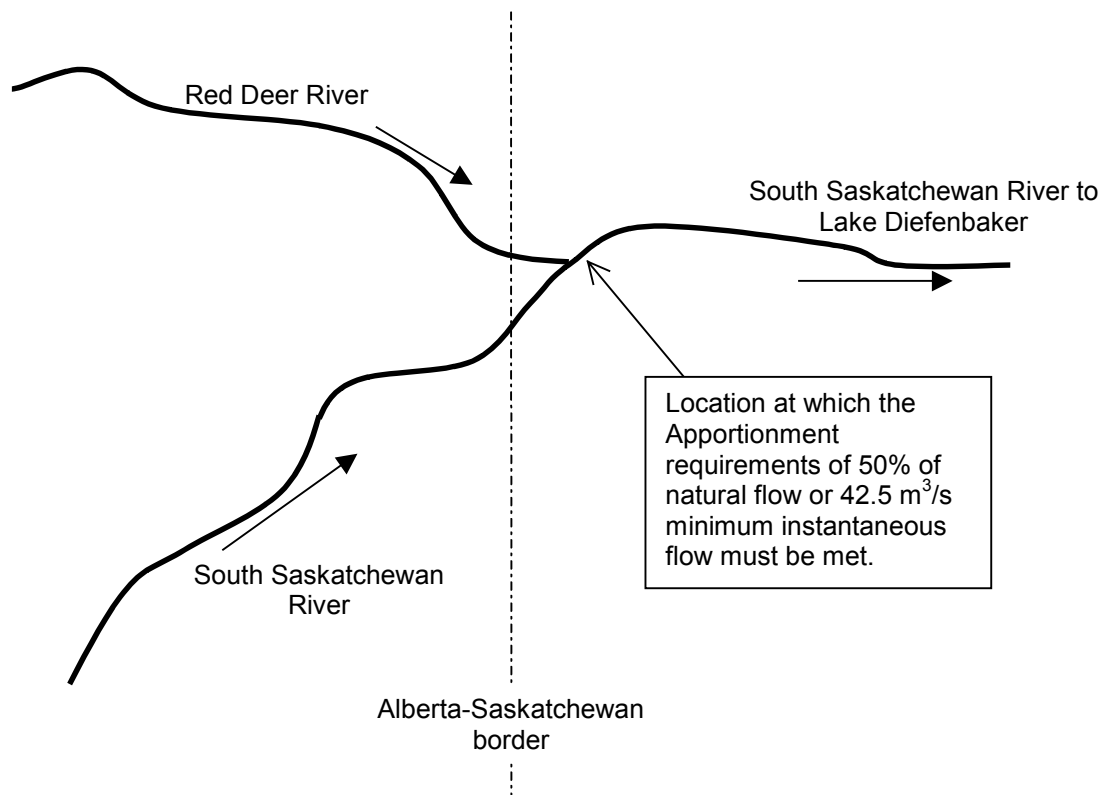 Red Deer River
South Saskatchewan River to
Lake Diefenbaker
Location at which the
Apportionment
requirements of 50% of
natural flow or 42.5 m³/s
minimum instantaneous
flow must be met.
South Saskatchewan
River
Alberta-Saskatchewan
border